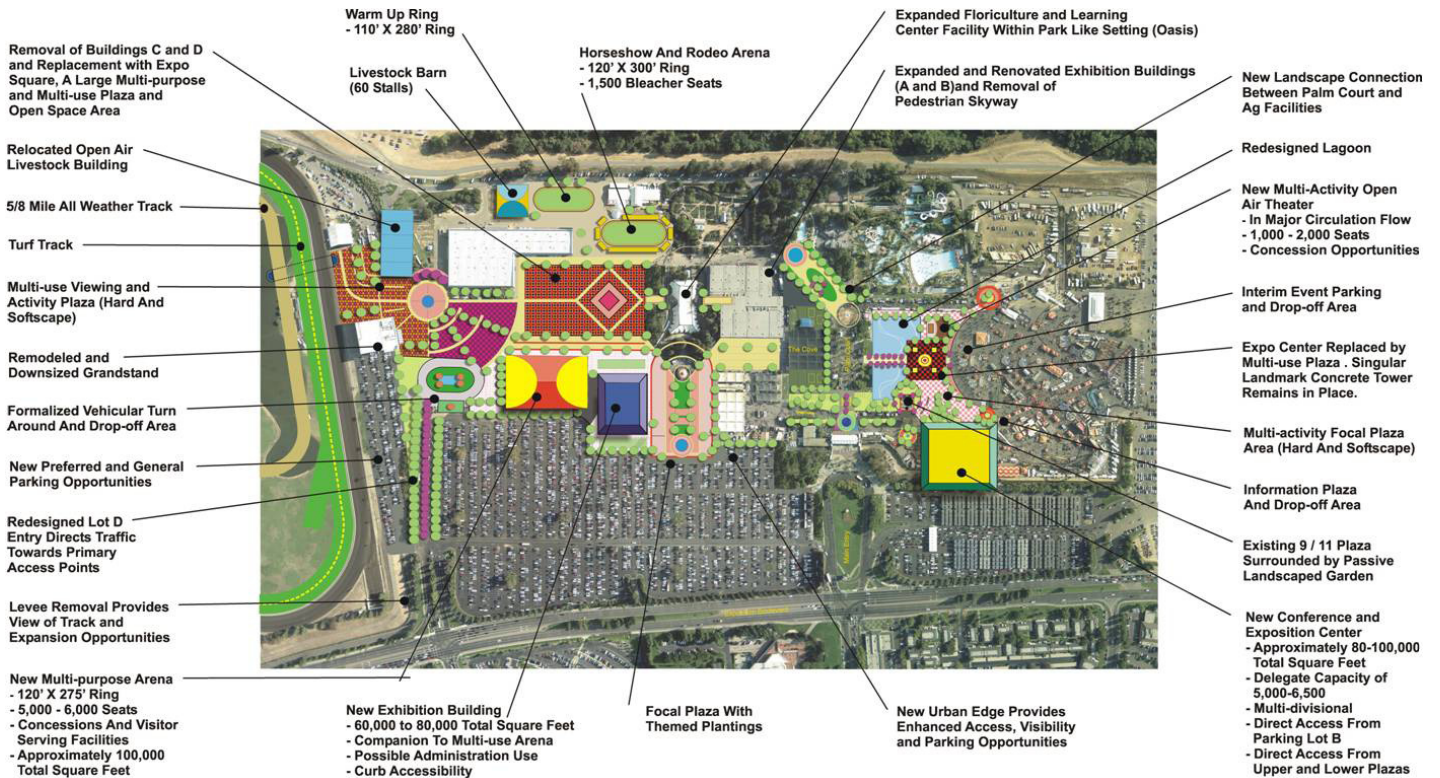 Removal of Buildings C and D
and Replacement with Expo
Square, A Large Multi-purpose
and Multi-use Plaza and
Open Space Area
Relocated Open Air
Livestock Building
5/8 Mile All Weather Track
Turf Track
Multi-use Viewing and
Activity Plaza (Hard And
Softscape)
Remodeled and
Downsized Grandstand
Formalized Vehicular Turn
Around And Drop-off Area
New Preferred and General
Parking Opportunities
Redesigned Lot D
Entry Directs Traffic
Towards Primary
Access Points
Levee Removal Provides
View of Track and
Expansion Opportunities
New Multi-purpose Arena
- 120' X 275' Ring
- 5,000 - 6,000 Seats
- Concessions And Visitor
Serving Facilities
- Approximately 100,000
Total Square Feet
Warm Up Ring
- 110' X 280' Ring
Livestock Barn
(60 Stalls)
Horseshow And Rodeo Arena
- 120' X 300' Ring
- 1,500 Bleacher Seats
Expanded Floriculture and Learning
Center Facility Within Park Like Setting (Oasis)
Expanded and Renovated Exhibition Buildings
(A and B)and Removal of
Pedestrian Skyway
The Cove
Main Entry
New Exhibition Building
- 60,000 to 80,000 Total Square Feet
- Companion To Multi-use Arena
- Possible Administration Use
- Curb Accessibility
Focal Plaza With
Themed Plantings
New Urban Edge Provides
Enhanced Access, Visibility
and Parking Opportunities
New Landscape Connection
Between Palm Court and
Ag Facilities
Redesigned Lagoon
New Multi-Activity Open
Air Theater
- In Major Circulation Flow
- 1,000 - 2,000 Seats
- Concession Opportunities
Interim Event Parking
and Drop-off Area
Expo Center Replaced by
Multi-use Plaza . Singular
Landmark Concrete Tower
Remains in Place.
Multi-activity Focal Plaza
Area (Hard And Softscape)
Information Plaza
And Drop-off Area
Existing 9 / 11 Plaza
Surrounded by Passive
Landscaped Garden
New Conference and
Exposition Center
- Approximately 80-100,000
Total Square Feet
- Delegate Capacity of
5,000-6,500
- Multi-divisional
- Direct Access From
Parking Lot B
- Direct Access From
Upper and Lower Plazas